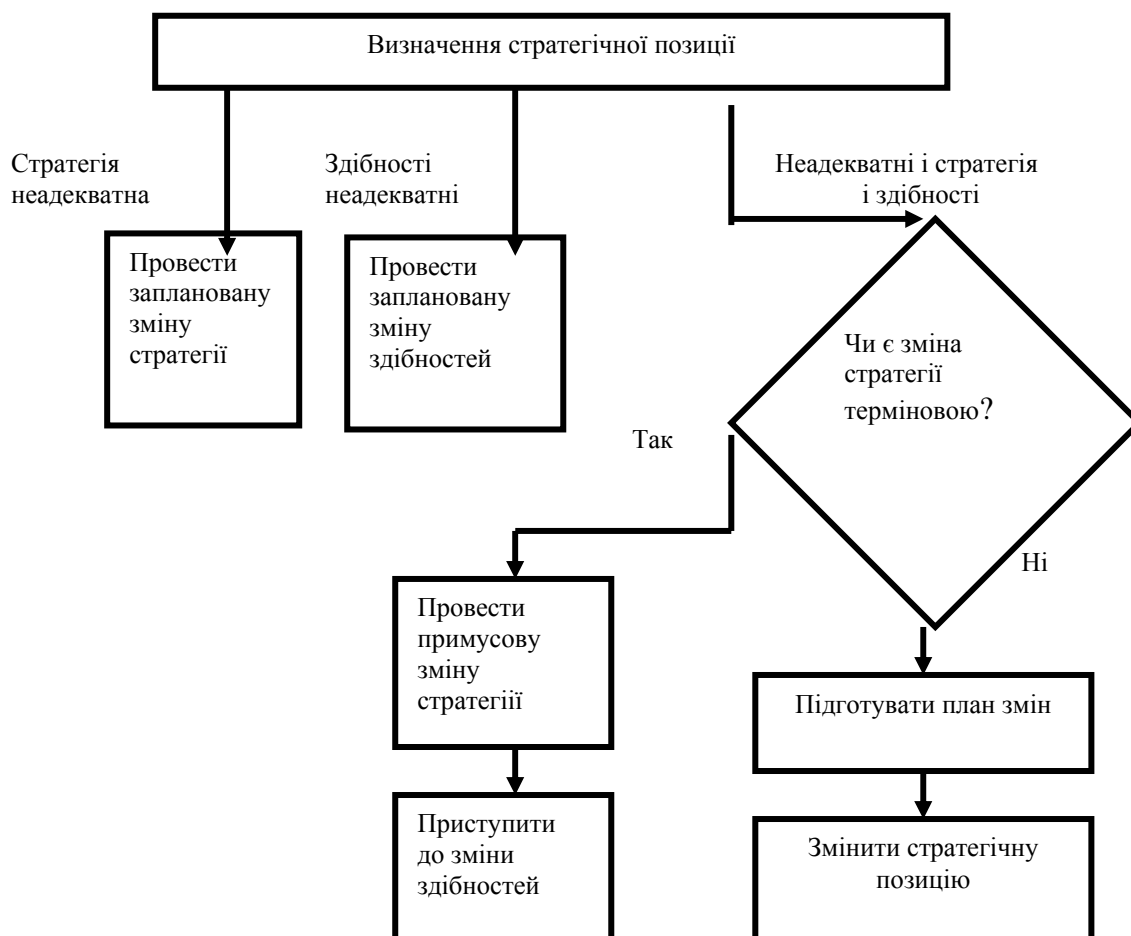 Визначення стратегічної позиції
Стратегія
неадекватна
Здібності
неадекватні
Неадекватні і стратегія
і здібності
Провести
заплановану
зміну
стратегії
Провести
заплановану
зміну
здібностей
Чи є зміна
стратегії
терміновою?
Так
Ні
Провести
примусову
зміну
стратегіїї
Підготувати план змін
Приступити
до зміни
здібностей
Змінити стратегічну
позицію